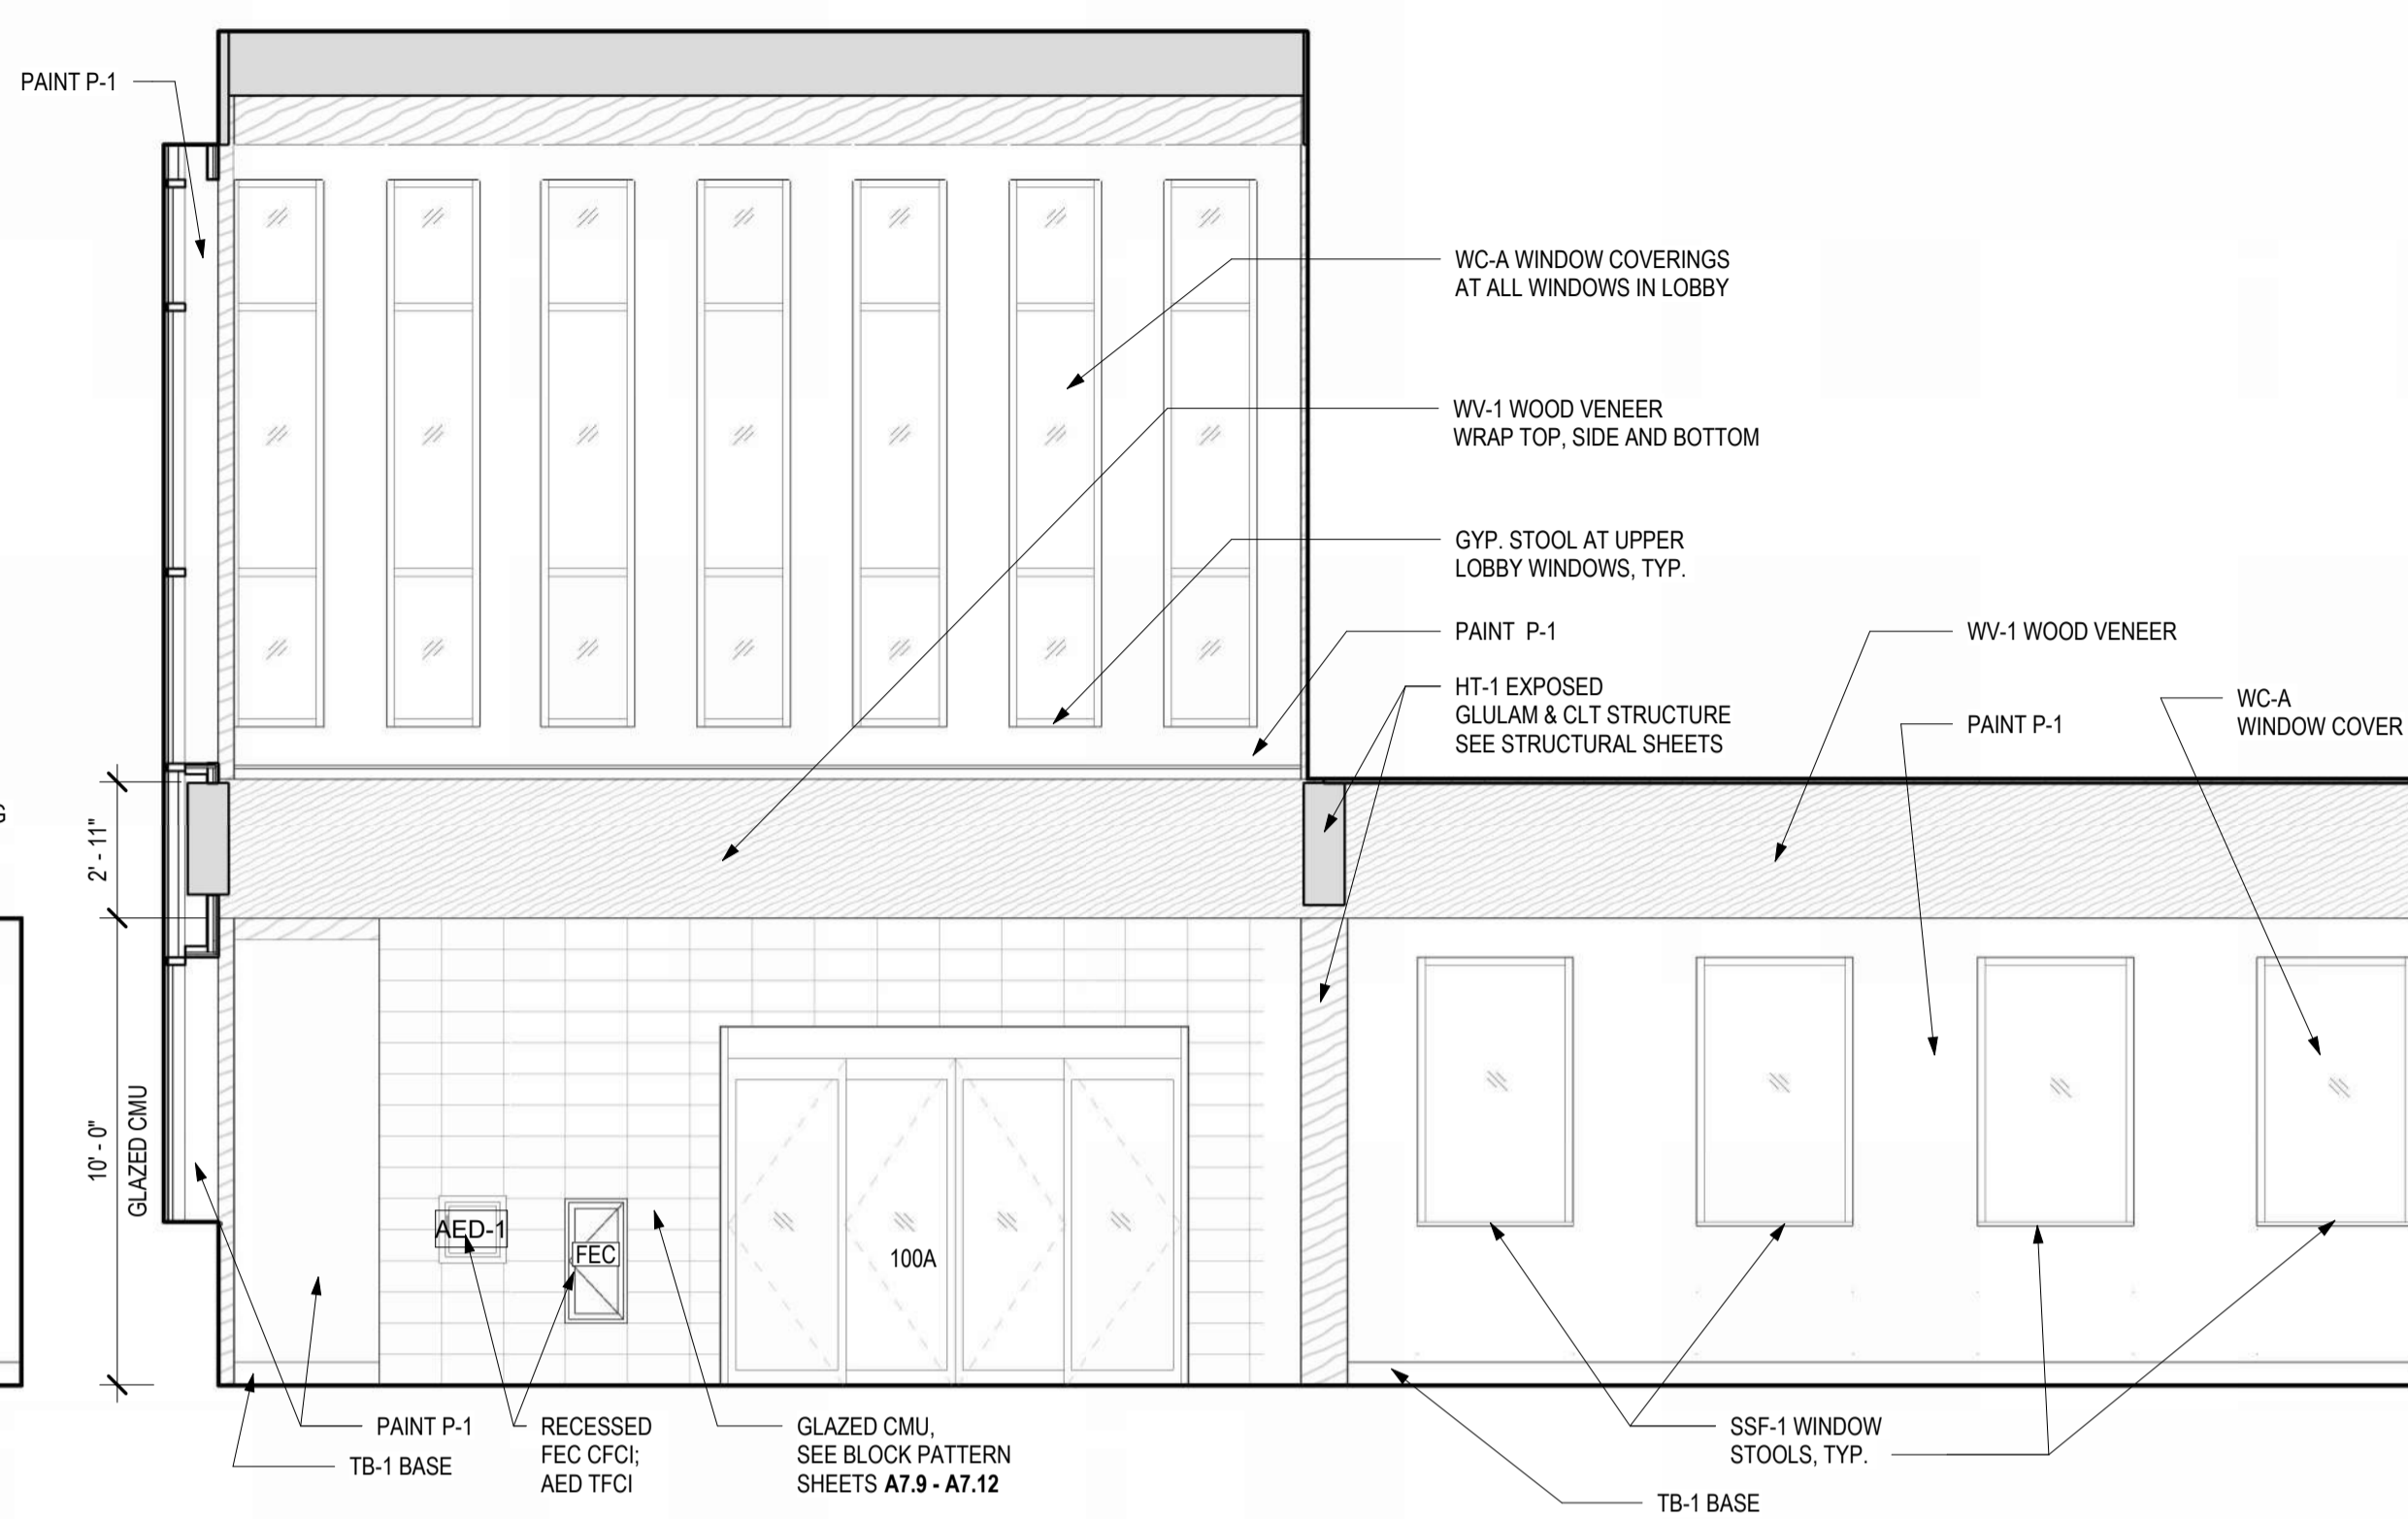 PAINT P-1
WC-A WINDOW COVERINGS
AT ALL WINDOWS IN LOBBY
WV-1 WOOD VENEER
WRAP TOP, SIDE AND BOTTOM
GYP. STOOL AT UPPER
LOBBY WINDOWS, TYP.
PAINT P-1
WV-1 WOOD VENEER
HT-1 EXPOSED
GLULAM & CLT STRUCTURE
SEE STRUCTURAL SHEETS
PAINT P-1
WC-A
WINDOW COVER
2' - 11"
10' - 0"
GLAZED CMU
AED-1
FEC
100A
PAINT P-1
TB-1 BASE
RECESSED
FEC CFCI;
AED TFCI
GLAZED CMU,
SEE BLOCK PATTERN
SHEETS A7.9 - A7.12
SSF-1 WINDOW
STOOLS, TYP.
TB-1 BASE